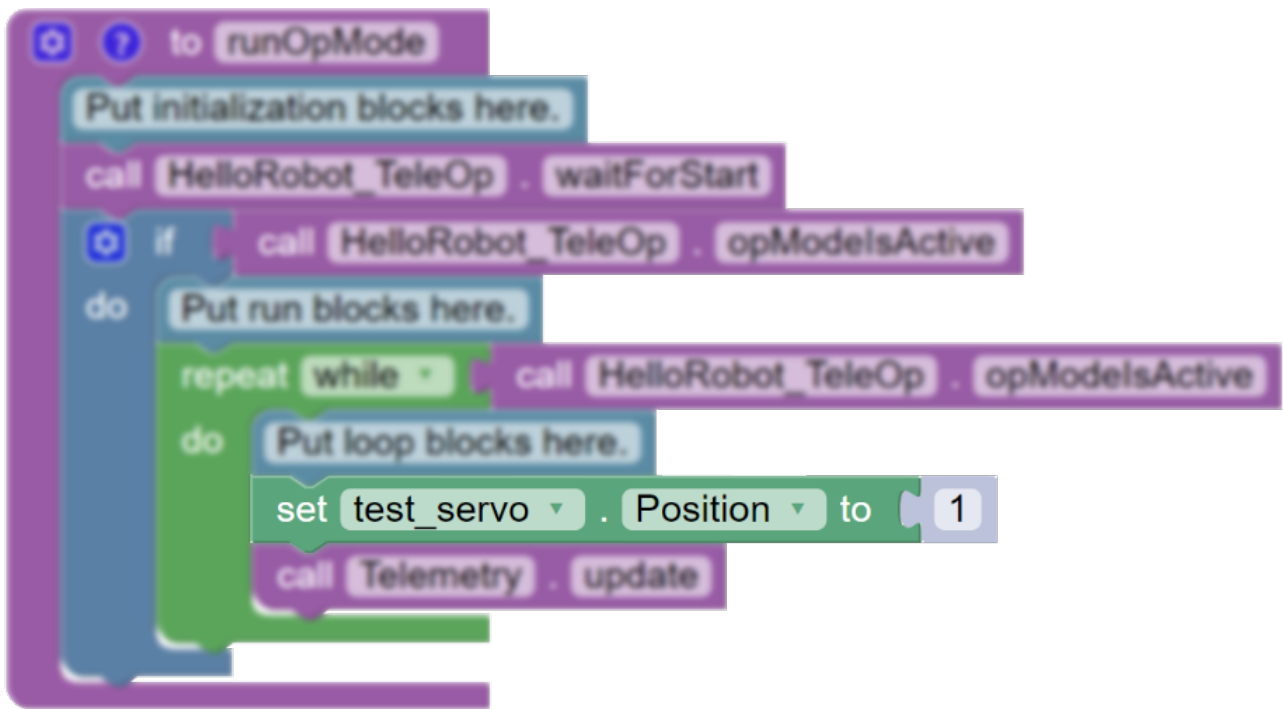 to runOpMode
Put initialization blocks here.
call HelloRobot_TeleOp . waitForStart
if call HelloRobot_TeleOp . opModeIsActive
do Put run blocks here.
repeat while call HelloRobot_TeleOp . opModeIsActive
do Put loop blocks here.
set test_servo . Position to 1
call Telemetry . update